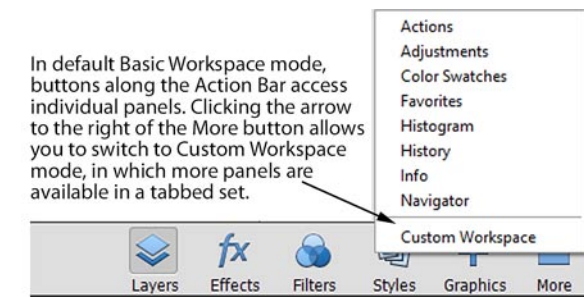 In default Basic Workspace mode,
buttons along the Action Bar access
individual panels. Clicking the arrow
to the right of the More button allows
you to switch to Custom Workspace
mode, in which more panels are
available in a tabbed set.
Actions
Adjustments
Color Swatches
Favorites
Histogram
History
Info
Navigator
Custom Workspace
fx
Layers Effects Filters Styles Graphics More